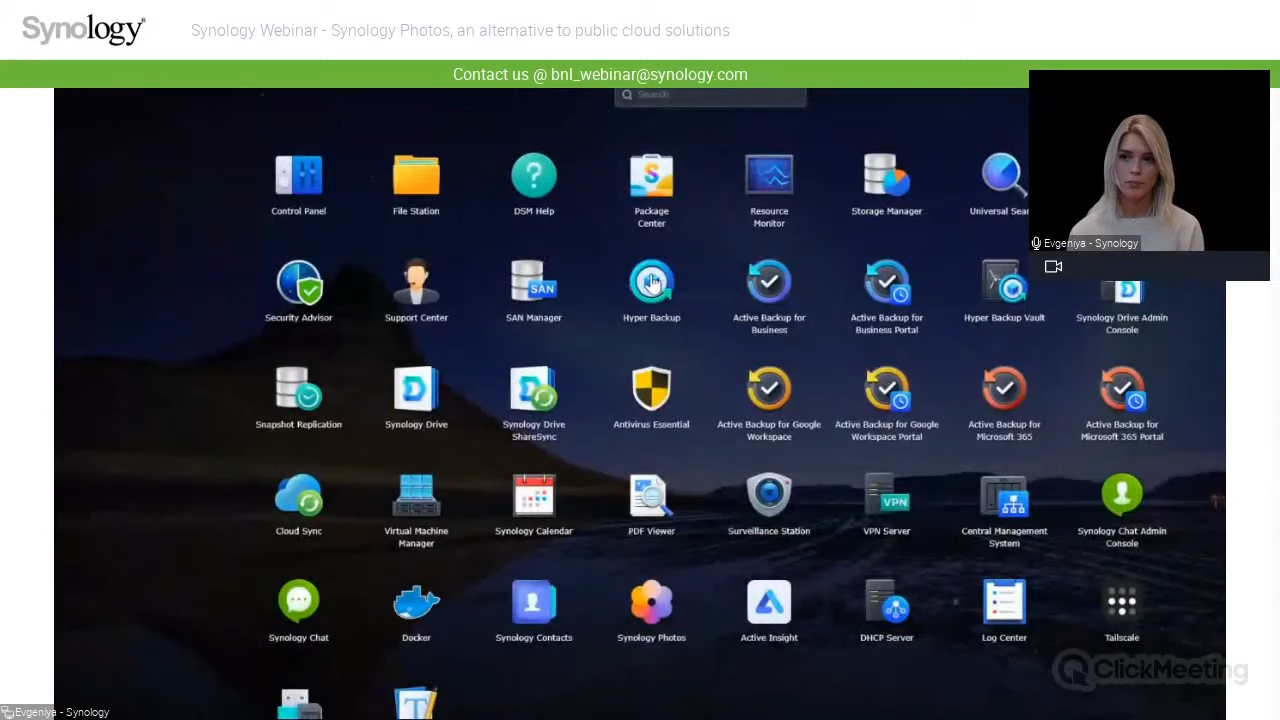 Synology
Synology Webinar - Synology Photos, an alternative to public cloud solutions
Contact us @ bnl_webinar@synology.com
Search
Control Panel
File Station
DSM Help
Package
Center
Resource
Monitor
Storage Manager
Universal Sear
Evgeniya - Synology
Security Advisor
Support Center
SAN
SAN Manager
Hyper Backup
Active Backup for
Business
Active Backup for
Business Portal
Hyper Backup Vault
Synology Drive Admin
Console
Snapshot Replication
Synology Drive
Synology Drive
ShareSync
Antivirus Essential
Active Backup for Google
Workspace
Active Backup for Google
Workspace Portal
Active Backup for
Microsoft 365
Active Backup for
Microsoft 365 Portal
Cloud Sync
Virtual Machine
Manager
Synology Calendar
PDF Viewer
Surveillance Station
VPN
VPN Server
Central Management
System
Synology Chat Admin
Console
Synology Chat
Docker
Synology Contacts
Synology Photos
Active Insight
DHCP Server
Log Center
Tailscale
ClickMeeting
Evgeniya - Synology